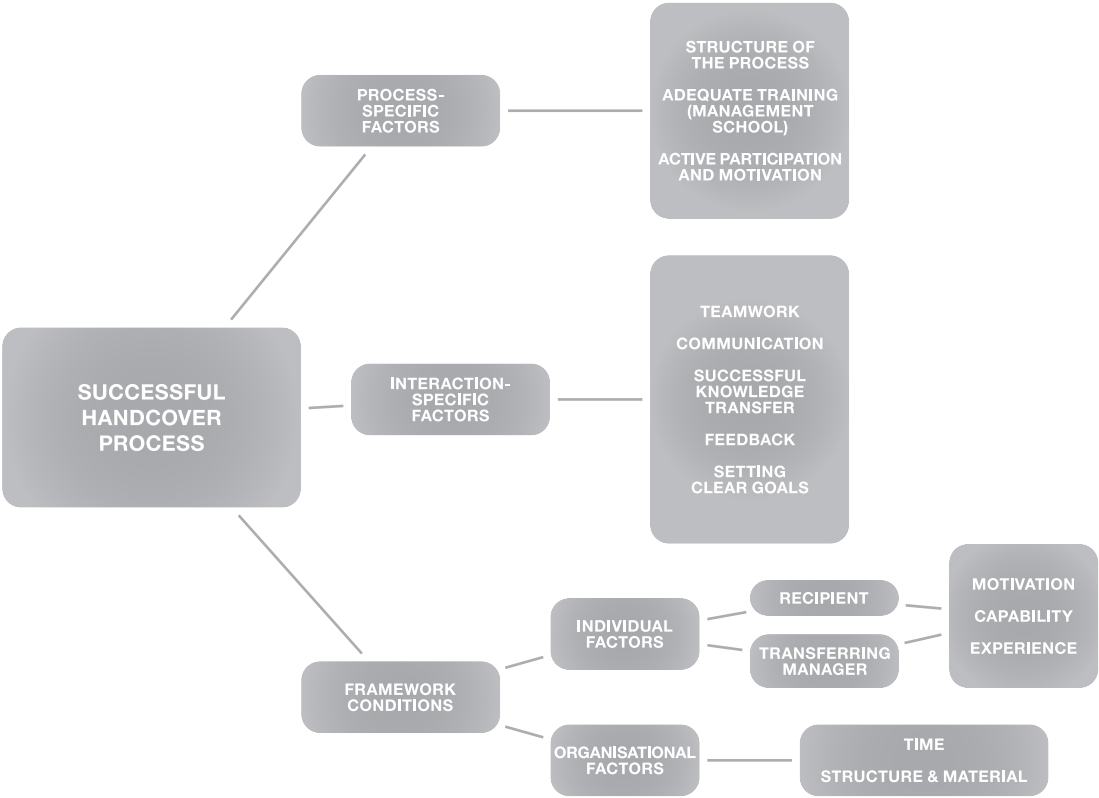 PROCESS-
SPECIFIC
FACTORS
STRUCTURE OF
THE PROCESS
ADEQUATE TRAINING
(MANAGEMENT
SCHOOL)
ACTIVE PARTICIPATION
AND MOTIVATION
SUCCESSFUL
HANDCOVER
PROCESS
INTERACTION-
SPECIFIC
FACTORS
TEAMWORK
COMMUNICATION
SUCCESSFUL
KNOWLEDGE
TRANSFER
FEEDBACK
SETTING
CLEAR GOALS
FRAMEWORK
CONDITIONS
INDIVIDUAL
FACTORS
RECIPIENT
TRANSFERRING
MANAGER
MOTIVATION
CAPABILITY
EXPERIENCE
ORGANISATIONAL
FACTORS
TIME
STRUCTURE & MATERIAL